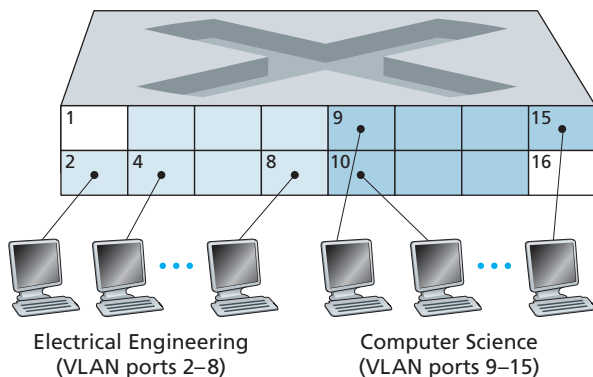 1 9 15
2 4 8 10 16
Electrical Engineering
(VLAN ports 2–8)
Computer Science
(VLAN ports 9–15)